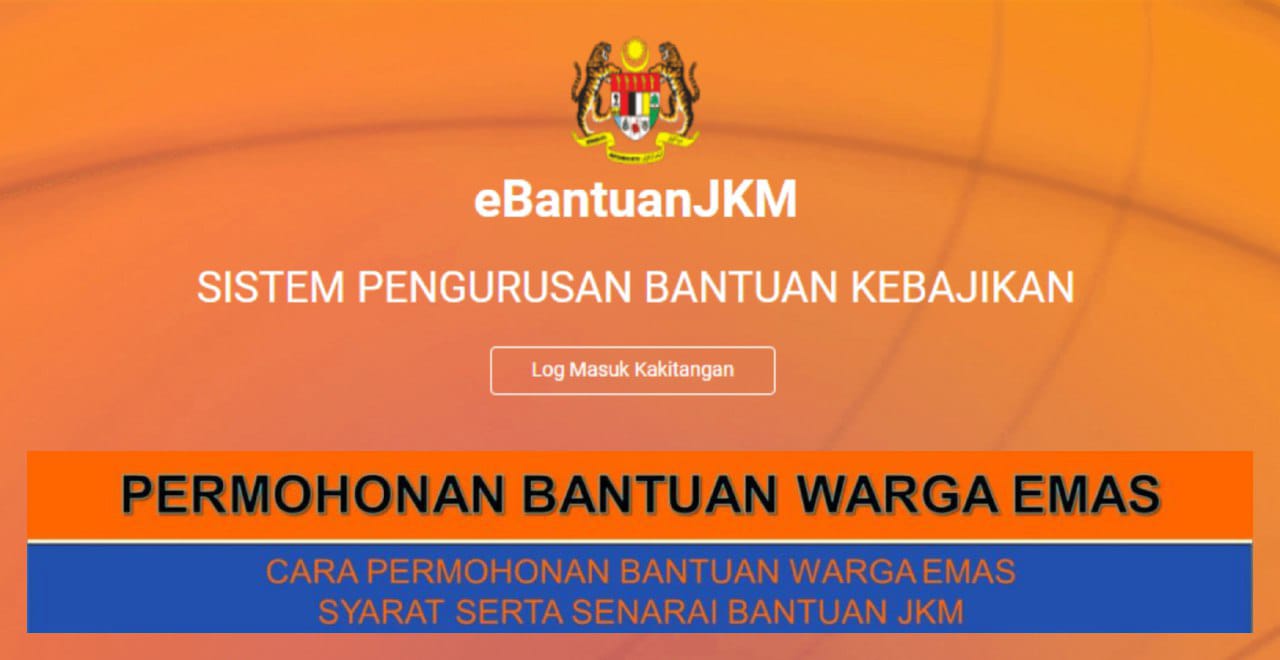 eBantuanJKM
SISTEM PENGURUSAN BANTUAN KEBAJIKAN
Log Masuk Kakitangan
PERMOHONAN BANTUAN WARGA EMAS
CARA PERMOHONAN BANTUAN WARGA EMAS
SYARAT SERTA SENARAI BANTUAN JKM